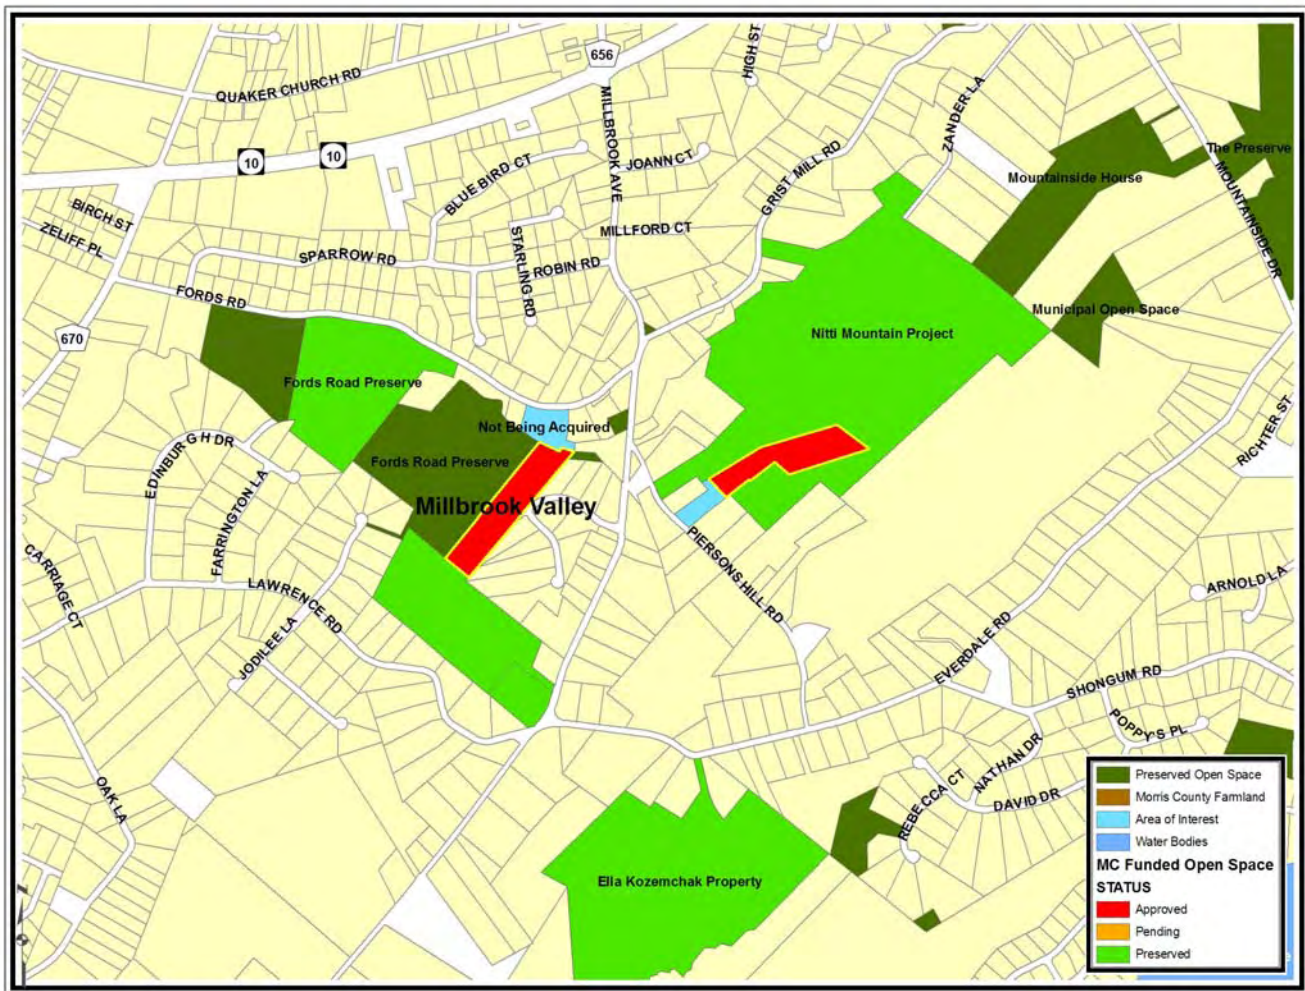 656
HIGH ST
QUAKER CHURCH RD
MILLBROOK AVE
ZANDER LA
10
10
BLUE BIRD CT
JOANN CT
GRIST MILL RD
The Preserve
Mountainside House
MOUNTAINSIDE DR
BIRCH ST
ZELIFF PL
STARLING RD
MILLFORD CT
SPARROW RD
ROBIN RD
FORDS RD
Municipal Open Space
670
Nitti Mountain Project
Fords Road Preserve
Not Being Acquired
EDINBURGH DR
RICHTER ST
Fords Road Preserve
FARRINGTON LA
Millbrook Valley
PIERSONS HILL RD
CARRIAGE CT
LAWRENCE RD
ARNOLD LA
JODILEE LA
EVERDALE RD
SHONGUM RD
POPPY'S PL
NATHAN DR
OAK LA
REBECCA CT
DAVID DR
Ella Kozemchak Property
Preserved Open Space
Morris County Farmland
Area of Interest
Water Bodies
MC Funded Open Space
STATUS
Approved
Pending
Preserved